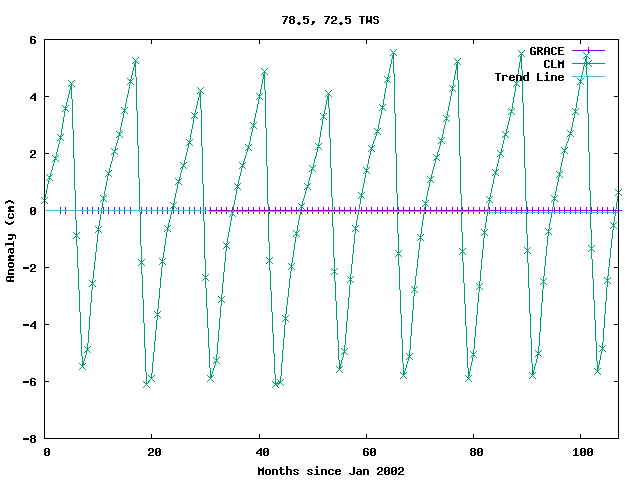 78.5, 72.5 TWS
GRACE
CLM
Trend Line
6
4
2
0
-2
-4
-6
-8
Anomaly (cm)
0 20 40 60 80 100
Months since Jan 2002